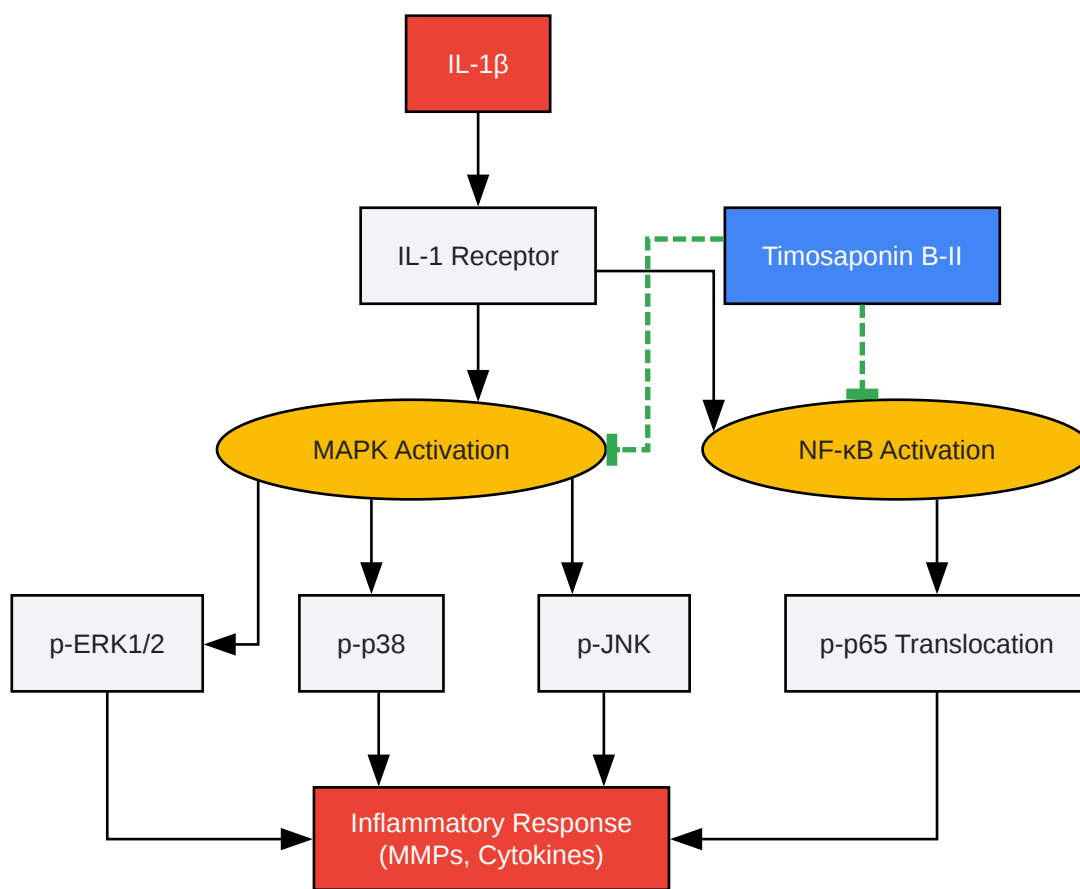 IL-1β
IL-1 Receptor
Timosaponin B-II
MAPK Activation
NF-κB Activation
p-ERK1/2
p-p38
p-JNK
p-p65 Translocation
Inflammatory Response
(MMPs, Cytokines)